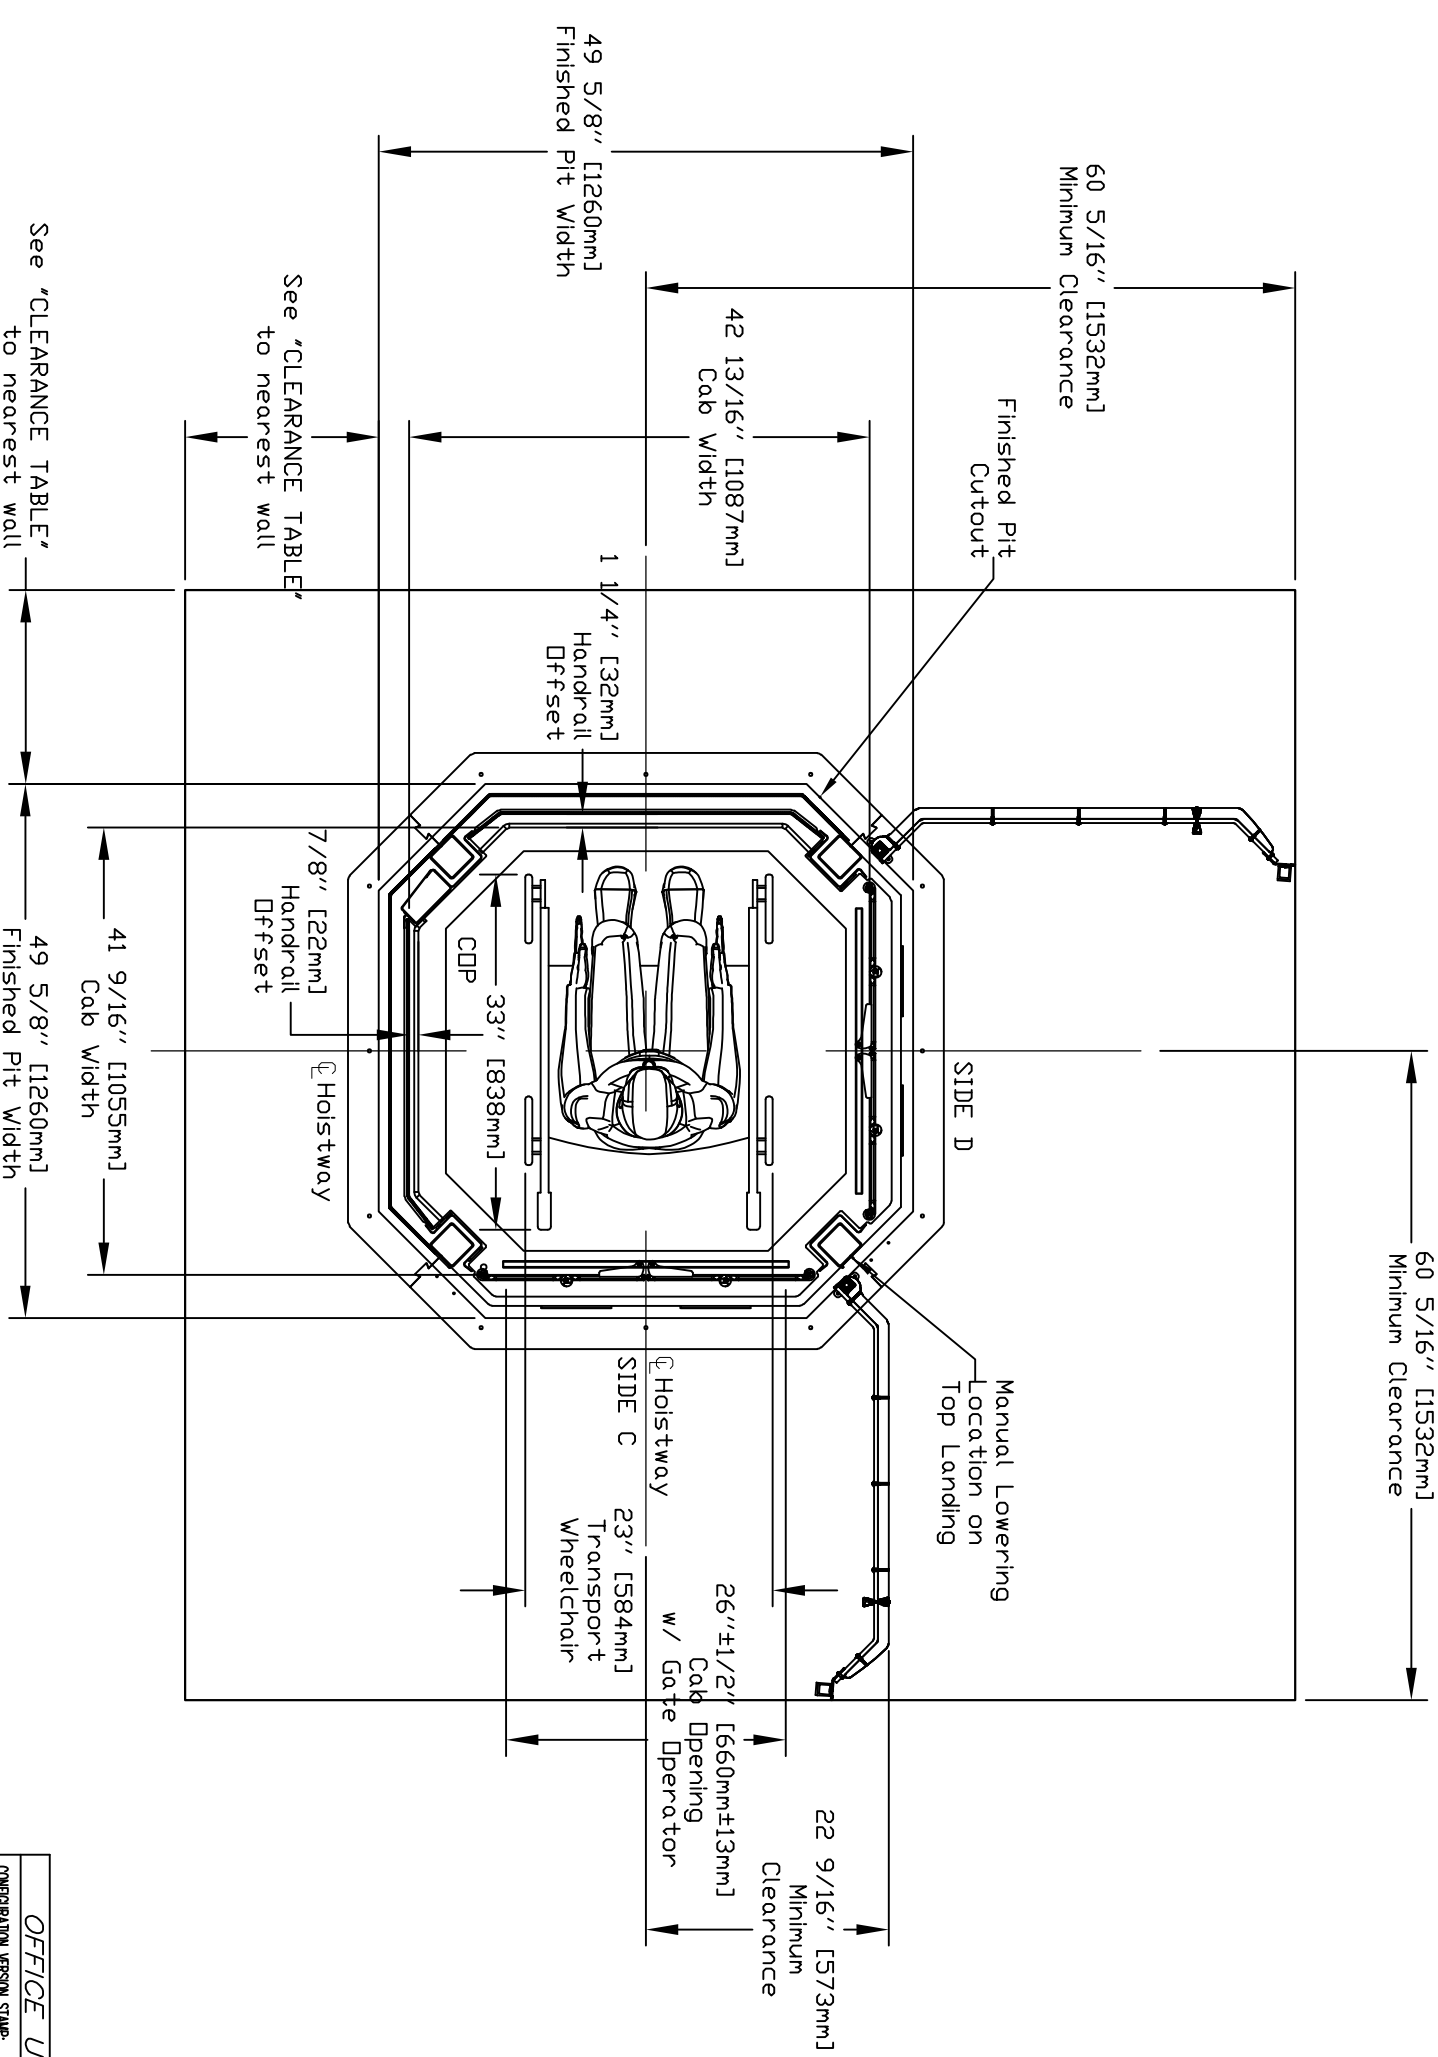 60 5/16" [1532mm]
Minimum Clearance
60 5/16" [1532mm]
Minimum Clearance
49 5/8" [1260mm]
Finished Pit Width
Finished Pit
Cutout
42 13/16" [1087mm]
Cab Width
1 1/4" [32mm]
Handrail
Offset
See "CLEARANCE TABLE"
to nearest wall
See "CLEARANCE TABLE"
to nearest wall
SIDE D
Manual Lowering
Location on
Top Landing
COP
33" [838mm]
7/8" [22mm]
Handrail
Offset
℄ Hoistway
41 9/16" [1055mm]
Cab Width
49 5/8" [1260mm]
Finished Pit Width
℄ Hoistway
SIDE C
23" [584mm]
Transport
Wheelchair
26"±1/2" [660mm±13mm]
Cab Opening
w/ Gate Operator
22 9/16" [573mm]
Minimum
Clearance
OFFICE U
CONFIGURATION VERSION STAMP: